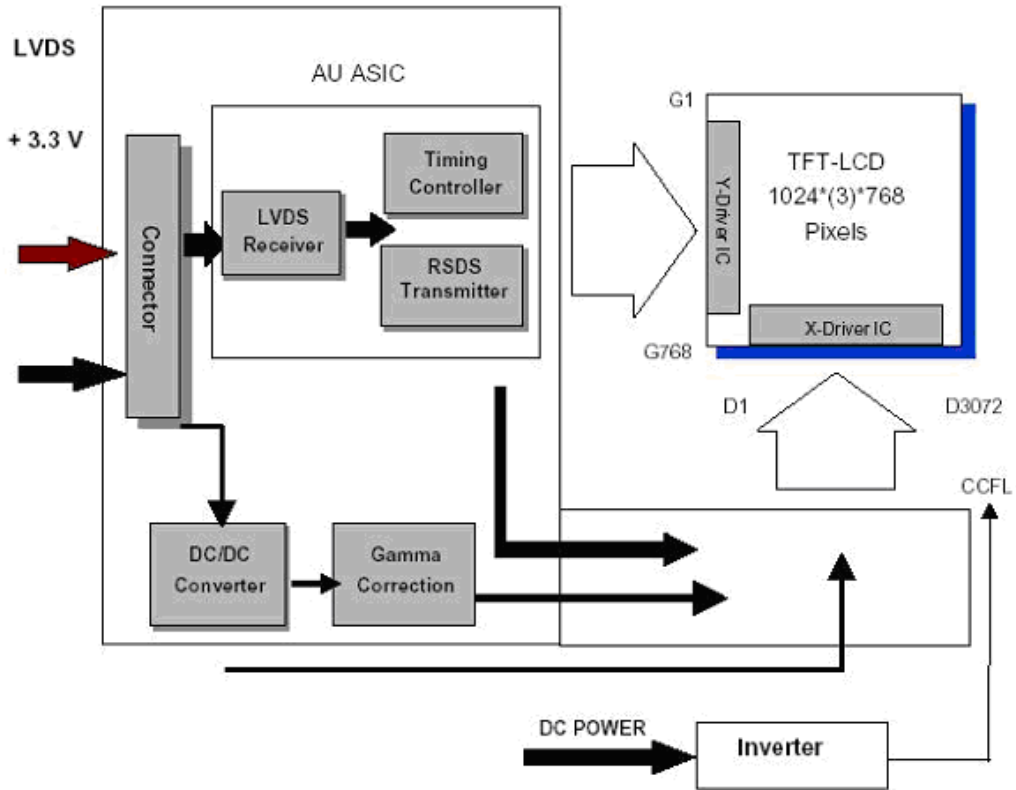 LVDS
+ 3.3 V
AU ASIC
Connector
LVDS
Receiver
Timing
Controller
RSDS
Transmitter
G1
Y-Driver IC
TFT-LCD
1024*(3)*768
Pixels
X-Driver IC
G768
D1
D3072
CCFL
DC/DC
Converter
Gamma
Correction
DC POWER
Inverter